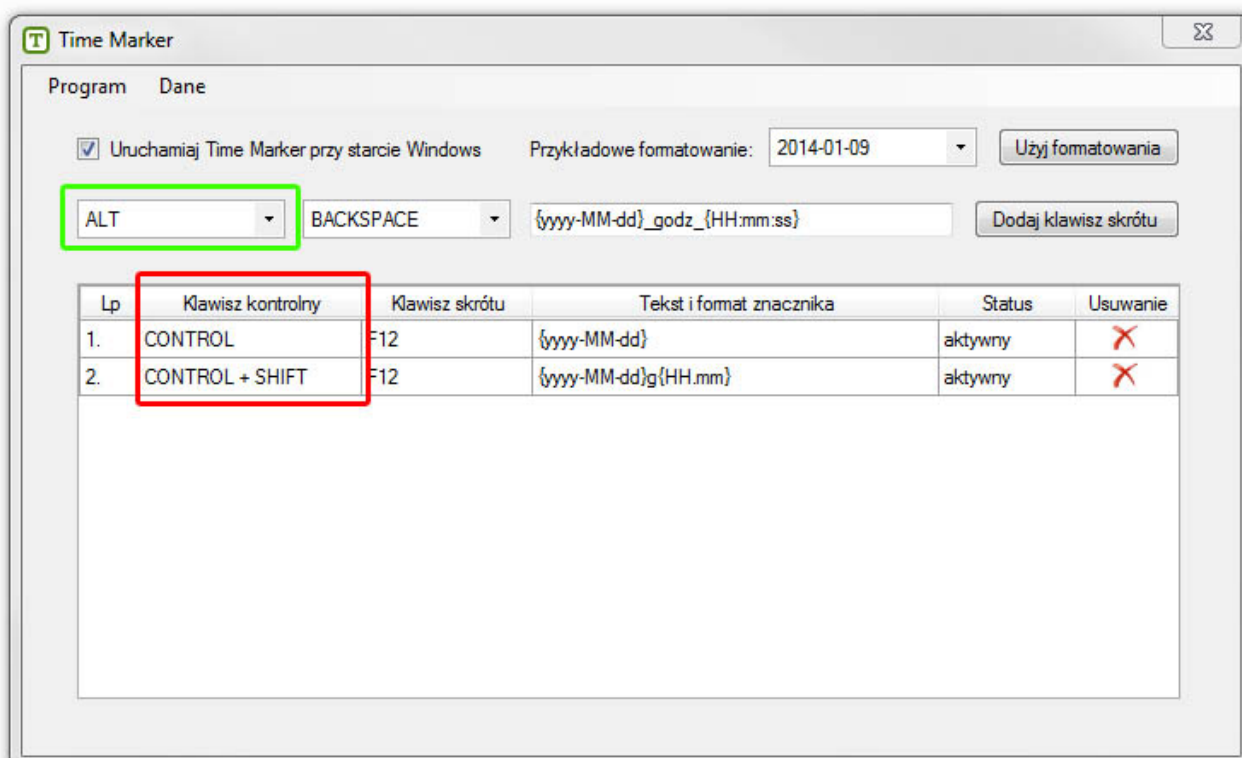 Time Marker
Program Dane
Uruchamiaj Time Marker przy starcie Windows Przykładowe formatowanie: 2014-01-09 Użyj formatowania
ALT BACKSPACE {yyyy-MM-dd}_godz_{HH:mm:ss} Dodaj klawisz skrótu
Lp Klawisz kontrolny Klawisz skrótu Tekst i format znacznika Status Usuwanie
1. CONTROL F12 {yyyy-MM-dd} aktywny
2. CONTROL + SHIFT F12 {yyyy-MM-dd}g{HH.mm} aktywny